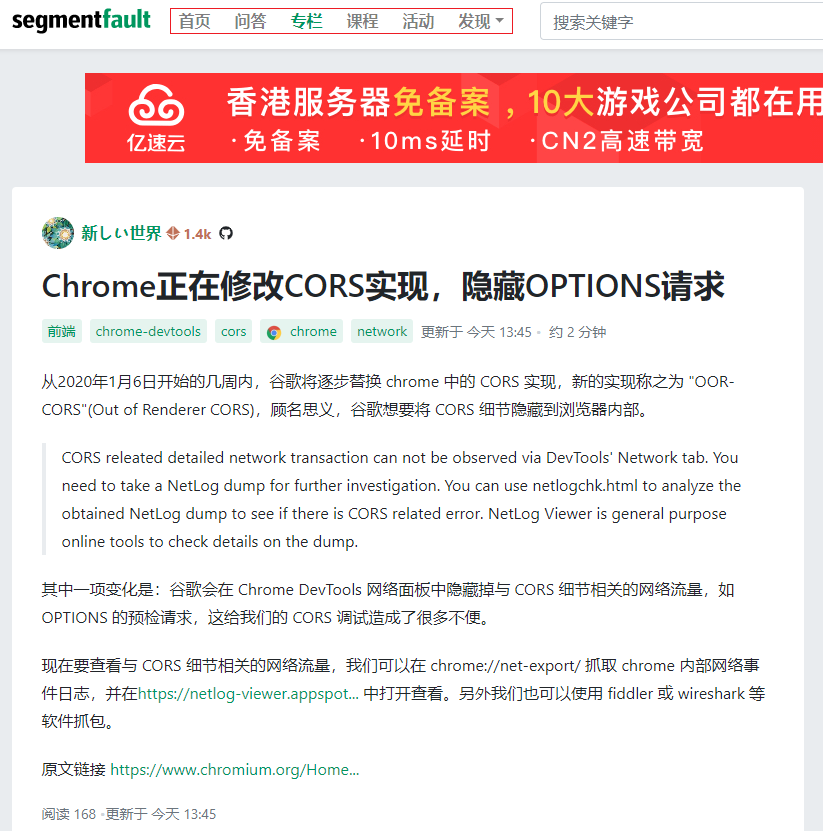 segmentfault 首页 问答 专栏 课程 活动 发现 搜索关键字
亿速云
香港服务器免备案，10大游戏公司都在用
·免备案 ·10ms延时 ·CN2高速带宽
新しい世界 1.4k
Chrome正在修改CORS实现，隐藏OPTIONS请求
前端 chrome-devtools cors chrome network 更新于 今天 13:45 · 约 2 分钟
从2020年1月6日开始的几周内，谷歌将逐步替换 chrome 中的 CORS 实现，新的实现称之为 "OOR-
CORS"(Out of Renderer CORS)，顾名思义，谷歌想要将 CORS 细节隐藏到浏览器内部。
CORS releated detailed network transaction can not be observed via DevTools' Network tab. You
need to take a NetLog dump for further investigation. You can use netlogchk.html to analyze the
obtained NetLog dump to see if there is CORS related error. NetLog Viewer is general purpose
online tools to check details on the dump.
其中一项变化是：谷歌会在 Chrome DevTools 网络面板中隐藏掉与 CORS 细节相关的网络流量，如
OPTIONS 的预检请求，这给我们的 CORS 调试造成了很多不便。
现在要查看与 CORS 细节相关的网络流量，我们可以在 chrome://net-export/ 抓取 chrome 内部网络事
件日志，并在https://netlog-viewer.appspot... 中打开查看。另外我们也可以使用 fiddler 或 wireshark 等
软件抓包。
原文链接 https://www.chromium.org/Home...
阅读 168 · 更新于 今天 13:45